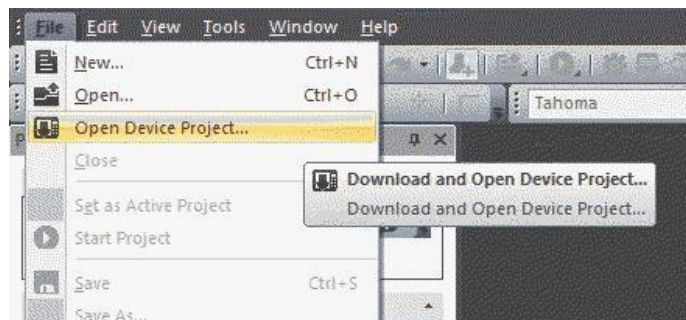 File Edit View Tools Window Help
New... Ctrl+N
Open... Ctrl+O
Tahoma
Open Device Project...
Close
Download and Open Device Project...
Set as Active Project
Download and Open Device Project...
Start Project
Save Ctrl+S
Save As...